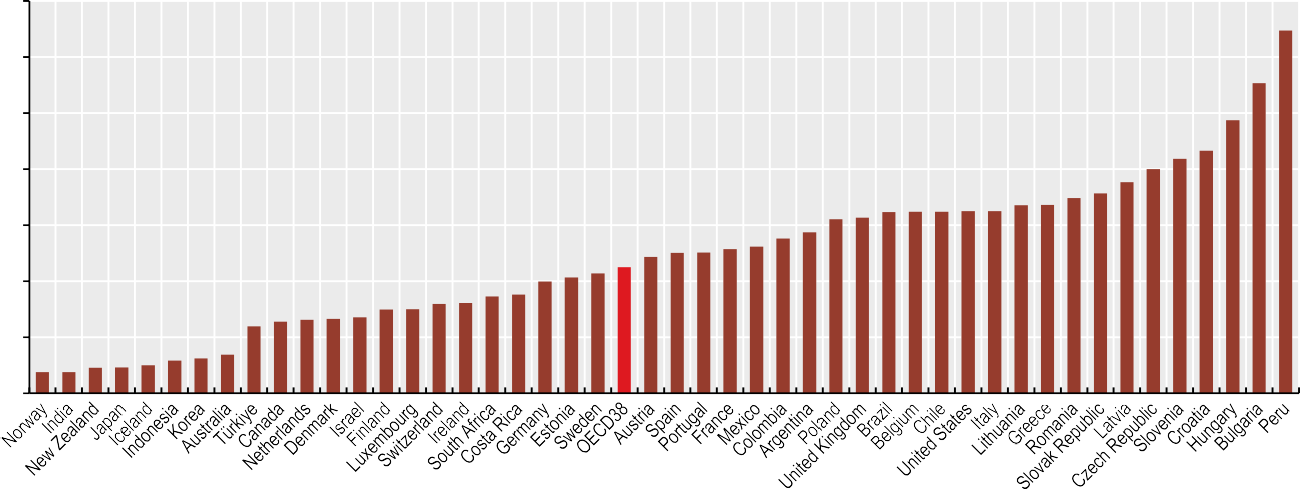 Norway
India
New Zealand
Japan
Iceland
Indonesia
Korea
Australia
Türkiye
Canada
Netherlands
Denmark
Israel
Finland
Luxembourg
Switzerland
Ireland
South Africa
Costa Rica
Germany
Estonia
Sweden
OECD38
Austria
Spain
Portugal
France
Mexico
Colombia
Argentina
Poland
United Kingdom
Brazil
Belgium
Chile
United States
Italy
Lithuania
Greece
Romania
Slovak Republic
Latvia
Czech Republic
Slovenia
Croatia
Hungary
Bulgaria
Peru